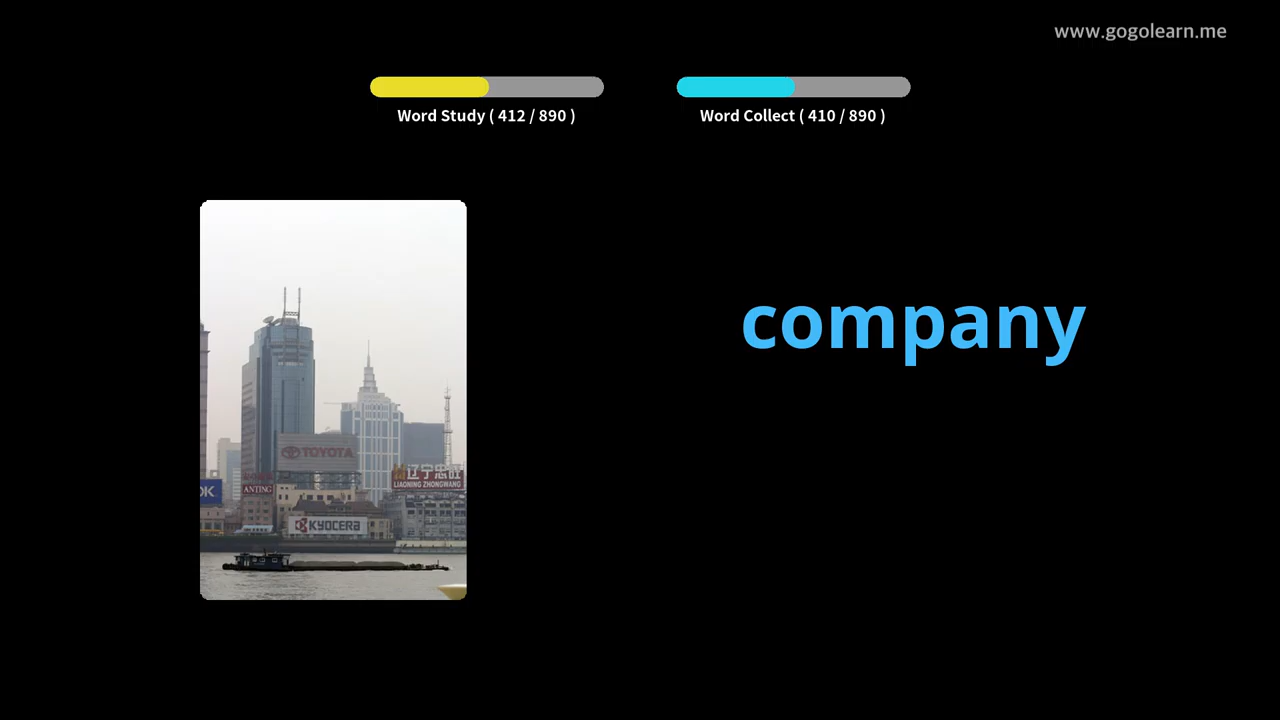 www.gogolearn.me
Word Study ( 412 / 890 )
Word Collect ( 410 / 890 )
company
TOYOTA
辽宁忠旺
LIAONING ZHONGWANG
OK
ANTING
KYOCERA